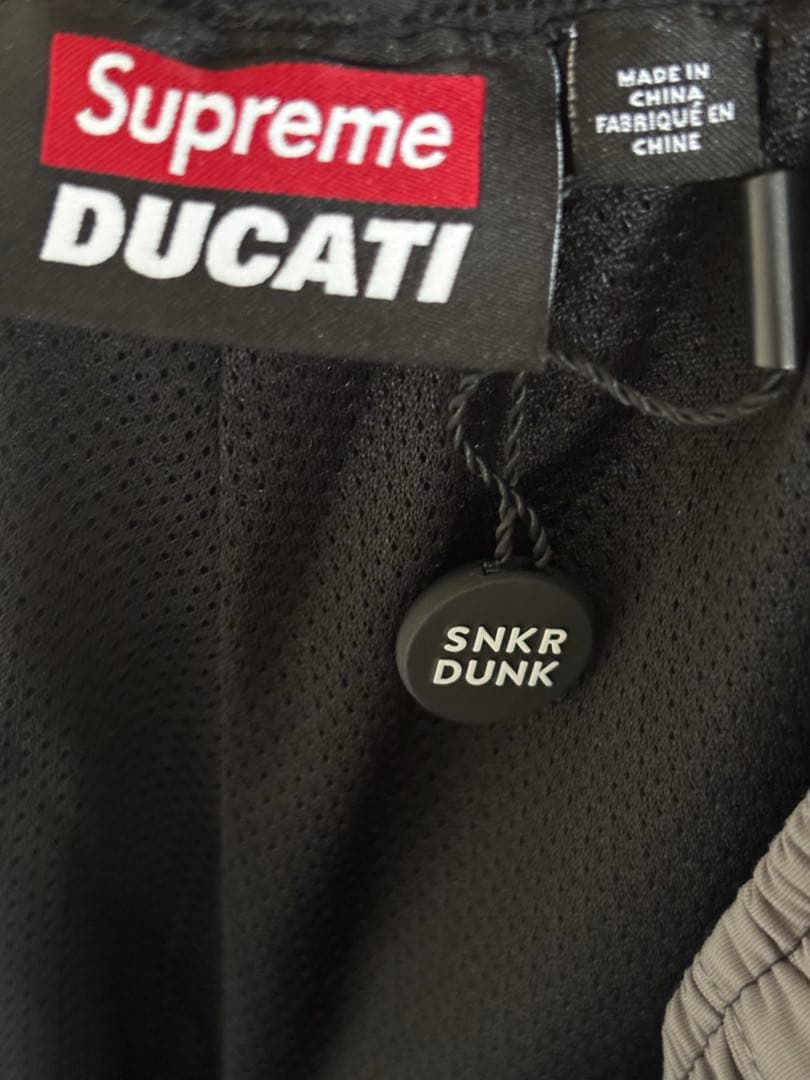 Supreme
DUCATI
MADE IN
CHINA
FABRIQUÉ EN
CHINE
SNKR
DUNK